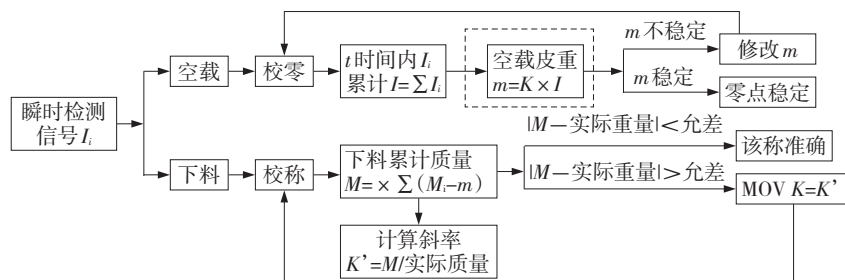 瞬时检测
信号Iᵢ
空载
校零
t时间内Iᵢ
累计I=∑Iᵢ
空载皮重
m=K×I
m不稳定
修改m
m稳定
零点稳定
下料
校称
下料累计质量
M=×∑(Mᵢ-m)
|M-实际重量|<允差
该称准确
|M-实际重量|>允差
MOV K=K’
计算斜率
K’=M/实际质量